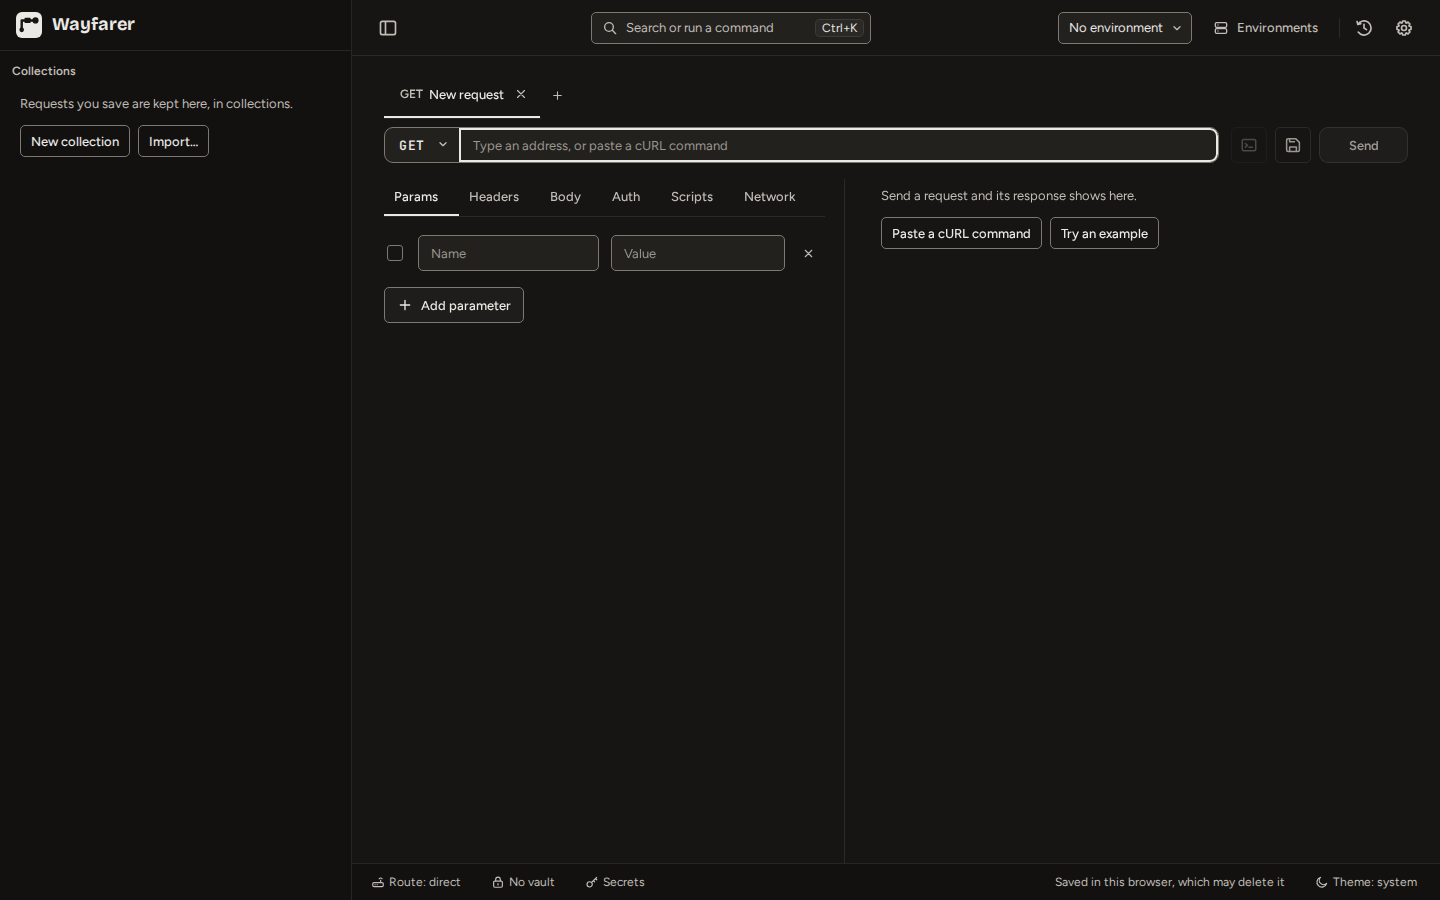 Wayfarer
Search or run a command Ctrl+K
No environment
Environments
Collections
Requests you save are kept here, in collections.
New collection
Import...
GET New request
GET
Type an address, or paste a cURL command
Send
Params Headers Body Auth Scripts Network
Name
Value
Add parameter
Send a request and its response shows here.
Paste a cURL command
Try an example
Route: direct
No vault
Secrets
Saved in this browser, which may delete it
Theme: system